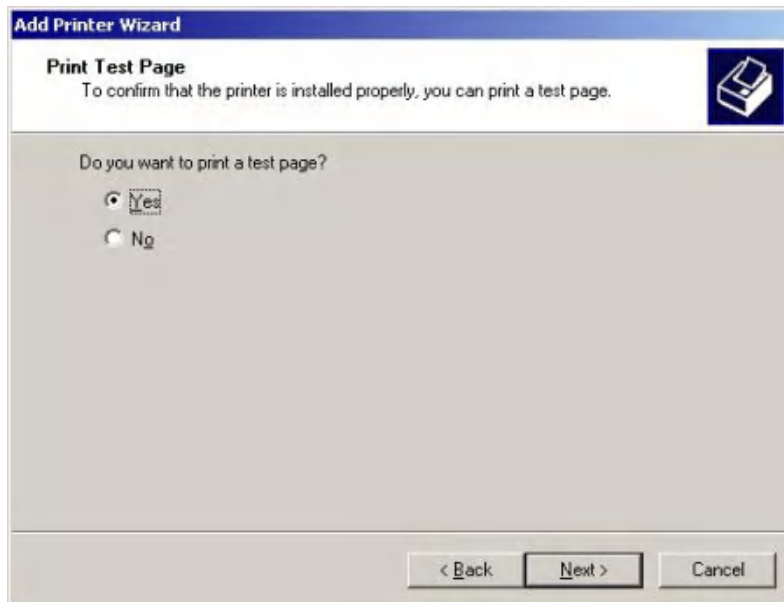 Add Printer Wizard
Print Test Page
To confirm that the printer is installed properly, you can print a test page.
Do you want to print a test page?
Yes
No
< Back
Next >
Cancel